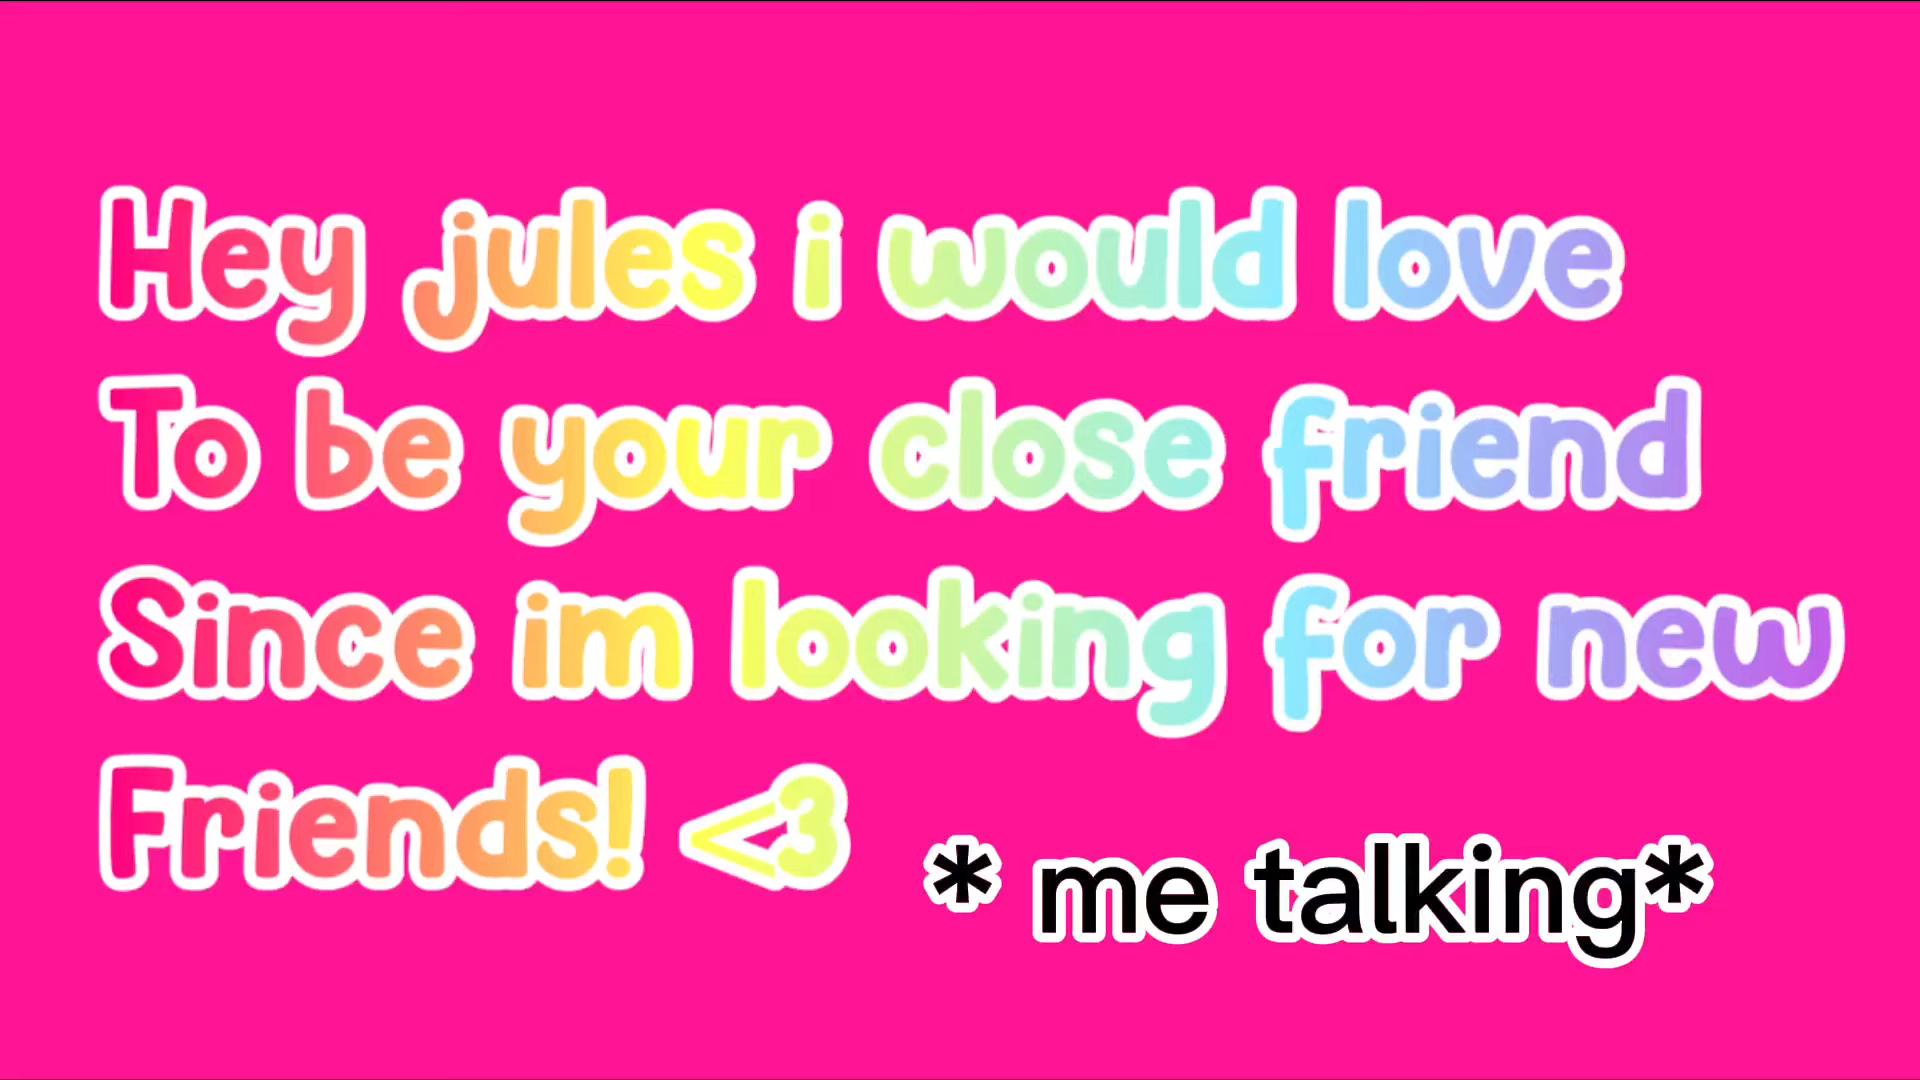 Hey jules i would love
To be your close friend
Since im looking for new
Friends! <3
* me talking*